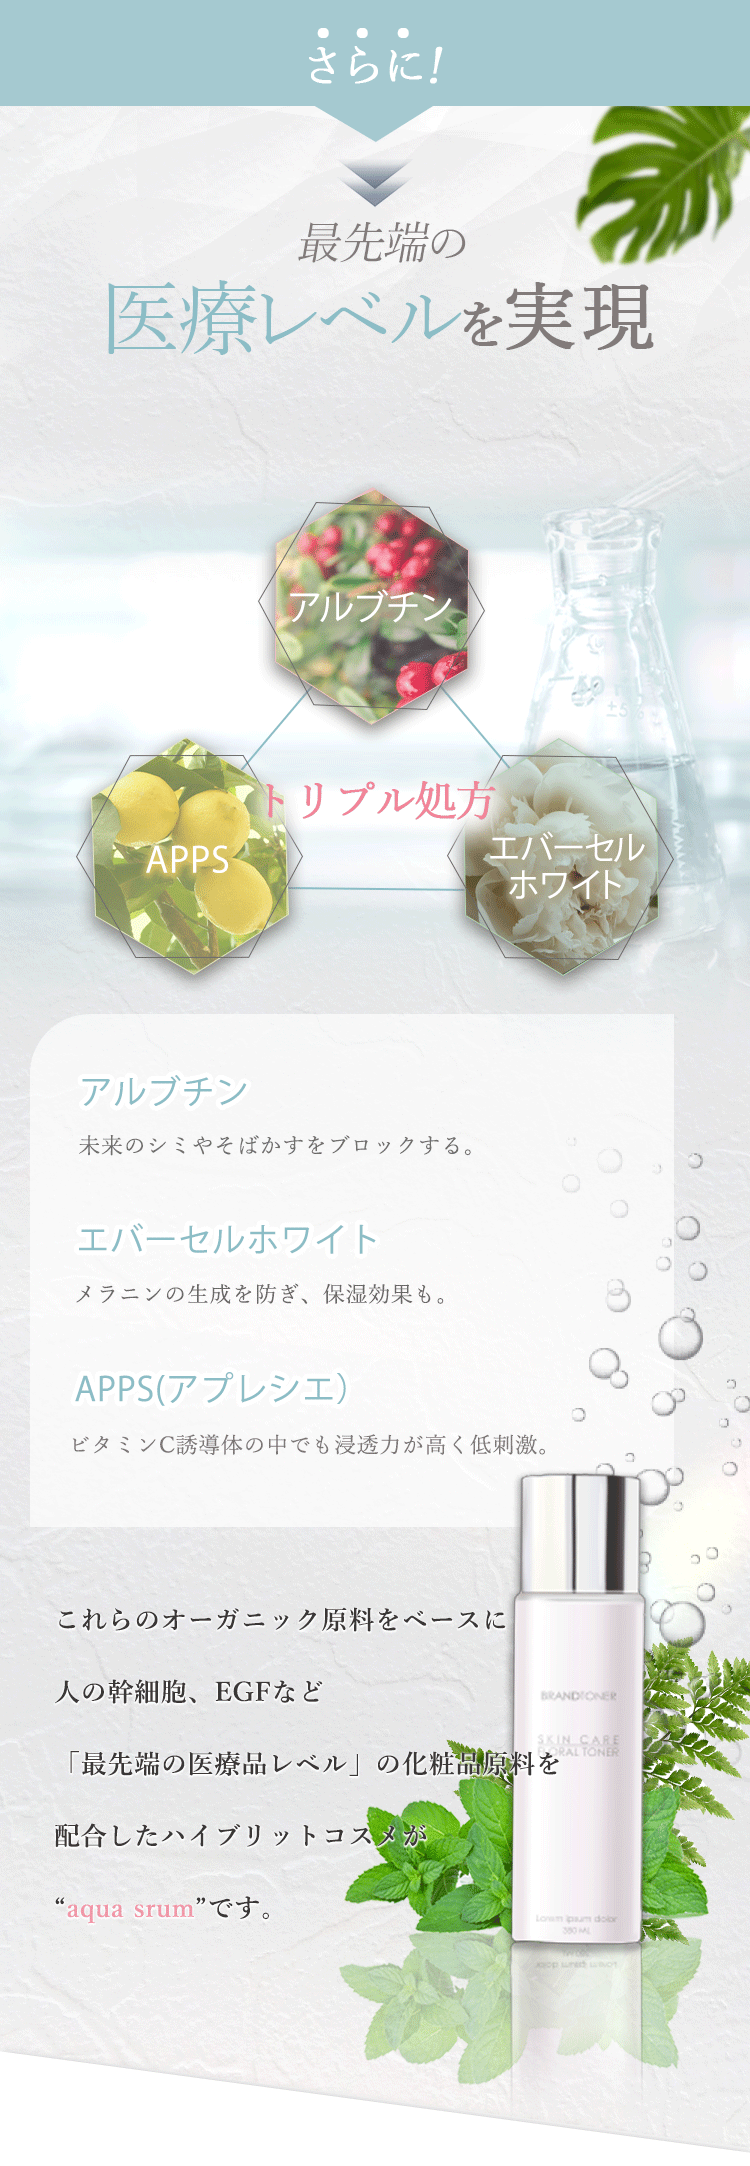 さらに!
最先端の
医療レベルを実現
アルブチン
トリプル処方
APPS
エバーセル
ホワイト
アルブチン
未来のシミやそばかすをブロックする。
エバーセルホワイト
メラニンの生成を防ぎ、保湿効果も。
APPS(アプレシエ）
ビタミンC誘導体の中でも浸透力が高く低刺激。
これらのオーガニック原料をベースに
人の幹細胞、EGFなど
「最先端の医療品レベル」の化粧品原料を
配合したハイブリットコスメが
“aqua srum”です。
BRANDTONER
SKIN CARE
FLORAL TONER
Lorem ipsum dolor
380 ML